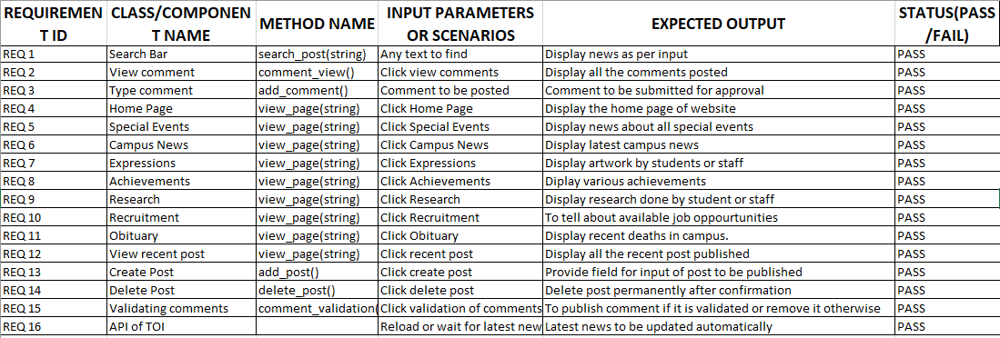 REQUIREMEN CLASS/COMPONEN METHOD NAME INPUT PARAMETERS EXPECTED OUTPUT STATUS(PASS
T ID T NAME OR SCENARIOS /FAIL)
REQ 1 Search Bar search_post(string) Any text to find Display news as per input PASS
REQ 2 View comment comment_view() Click view comments Display all the comments posted PASS
REQ 3 Type comment add_comment() Comment to be posted Comment to be submitted for approval PASS
REQ 4 Home Page view_page(string) Click Home Page Display the home page of website PASS
REQ 5 Special Events view_page(string) Click Special Events Display news about all special events PASS
REQ 6 Campus News view_page(string) Click Campus News Display latest campus news PASS
REQ 7 Expressions view_page(string) Click Expressions Display artwork by students or staff PASS
REQ 8 Achievements view_page(string) Click Achievements Diplay various achievements PASS
REQ 9 Research view_page(string) Click Research Display research done by student or staff PASS
REQ 10 Recruitment view_page(string) Click Recruitment To tell about available job oppourtunities PASS
REQ 11 Obituary view_page(string) Click Obituary Display recent deaths in campus. PASS
REQ 12 View recent post view_page(string) Click recent post Display all the recent post published PASS
REQ 13 Create Post add_post() Click create post Provide field for input of post to be published PASS
REQ 14 Delete Post delete_post() Click delete post Delete post permanently after confirmation PASS
REQ 15 Validating comments comment_validation( Click validation of comments To publish comment if it is validated or remove it otherwise PASS
REQ 16 API of TOI Reload or wait for latest new Latest news to be updated automatically PASS